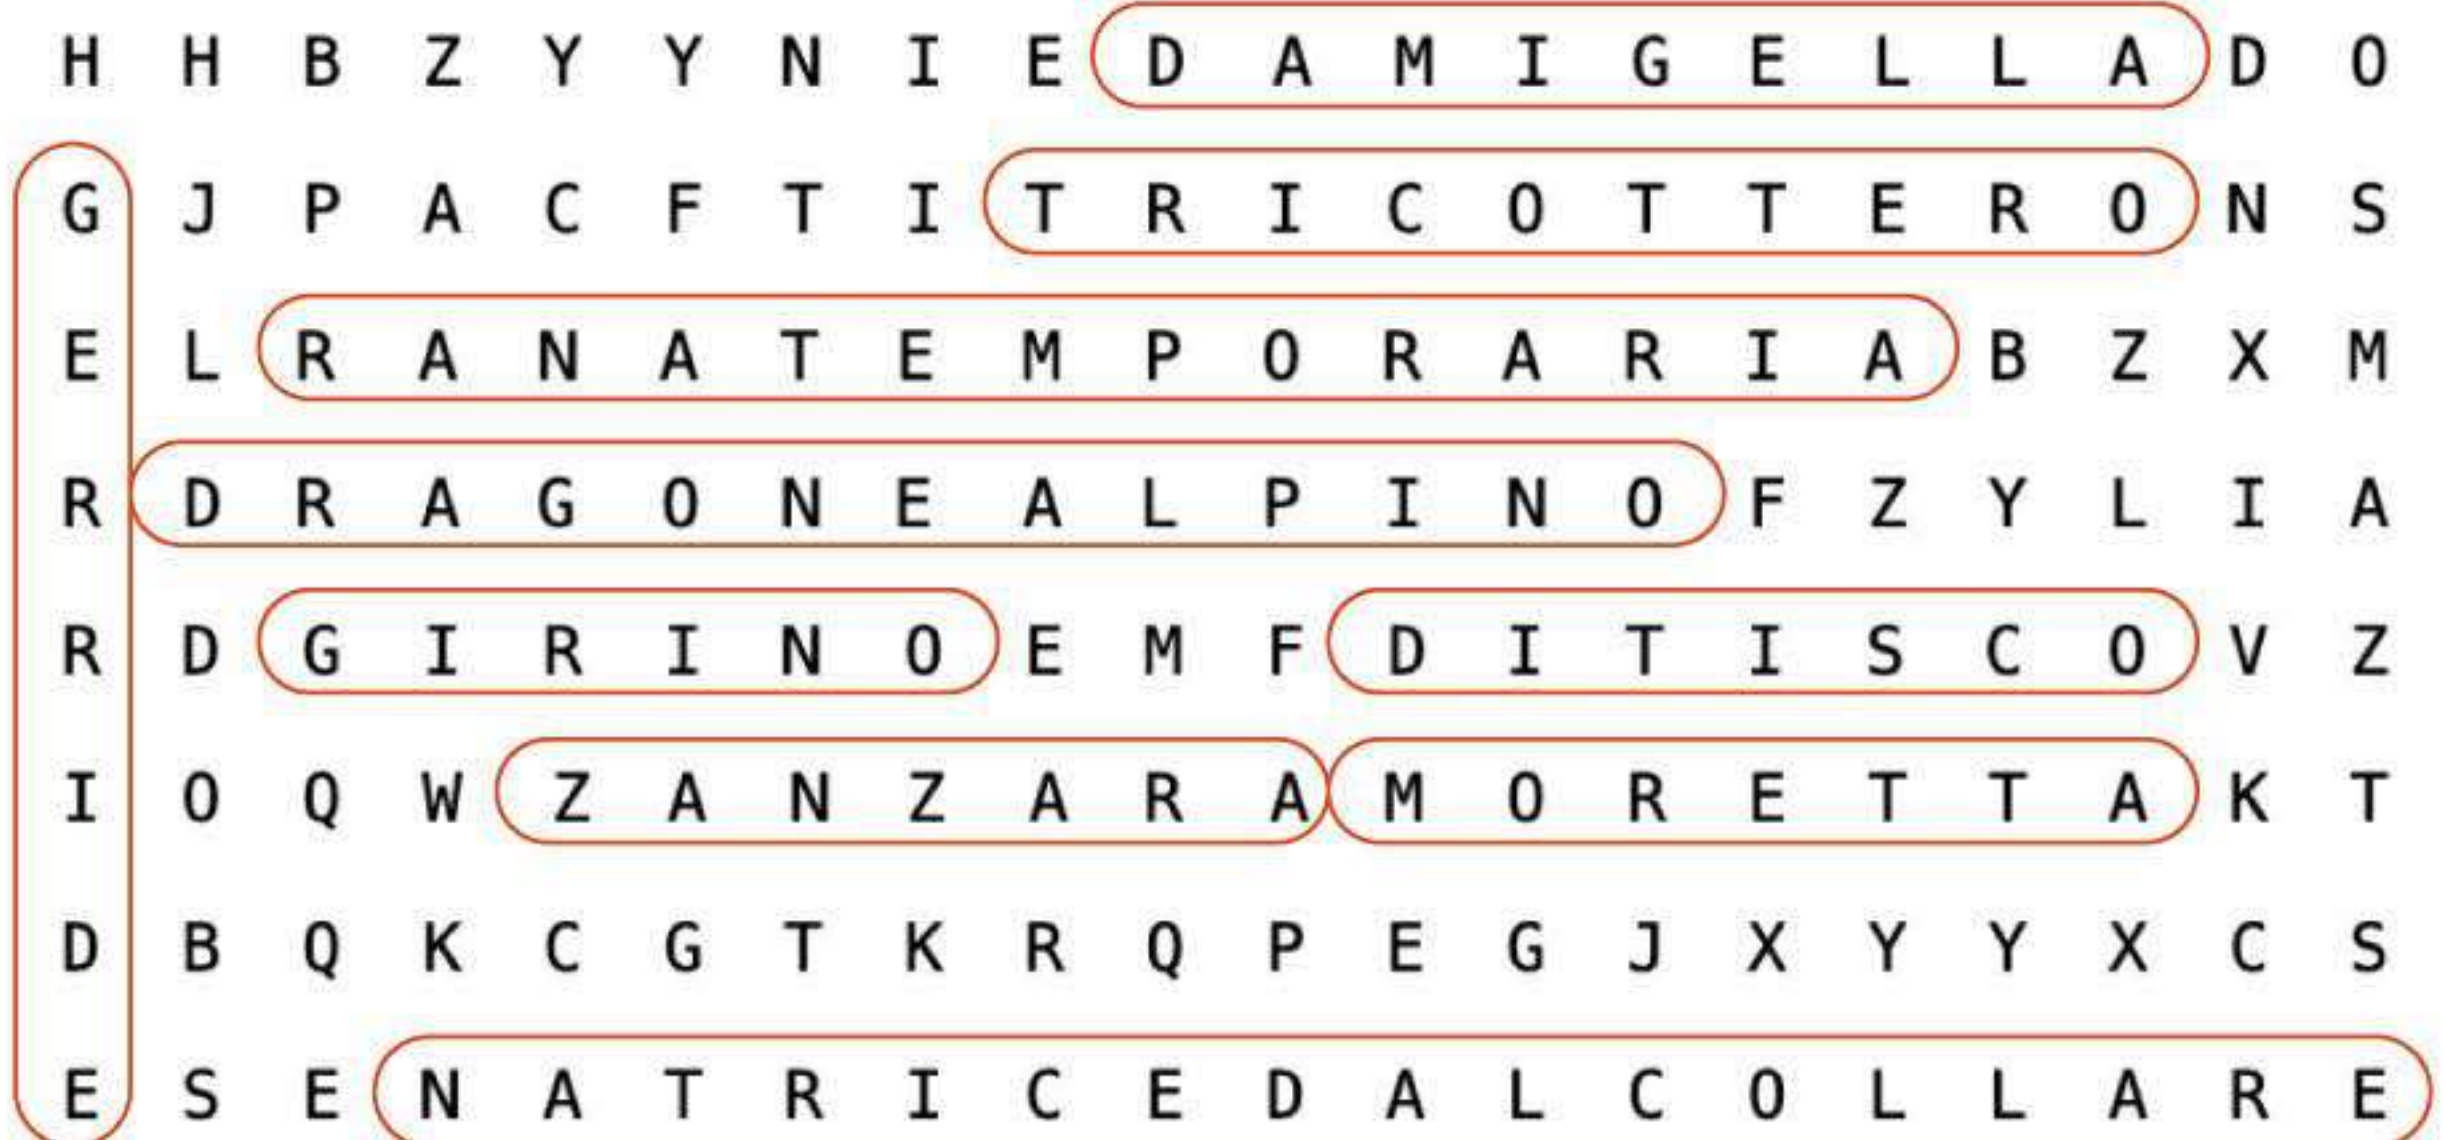 H H B Z Y Y N I E D A M I G E L L A D O
G J P A C F T I T R I C O T T E R O N S
E L R A N A T E M P O R A R I A B Z X M
R D R A G O N E A L P I N O F Z Y L I A
R D G I R I N O E M F D I T I S C O V Z
I O Q W Z A N Z A R A M O R E T T A K T
D B Q K C G T K R Q P E G J X Y Y X C S
E S E N A T R I C E D A L C O L L A R E